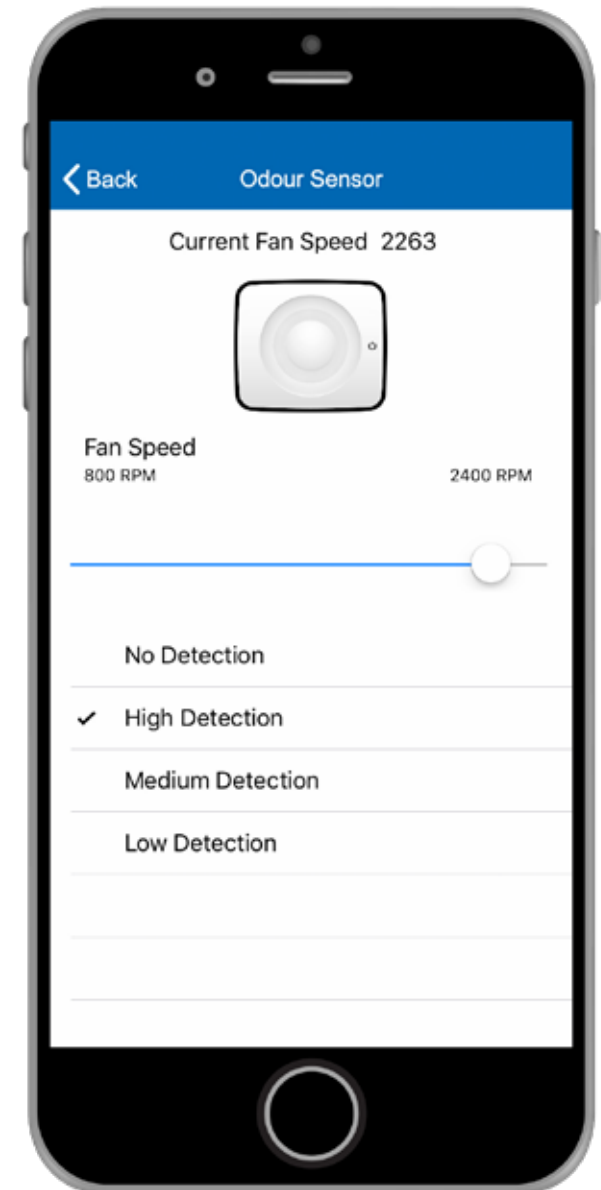 Back Odour Sensor
Current Fan Speed 2263
Fan Speed
800 RPM 2400 RPM
No Detection
High Detection
Medium Detection
Low Detection